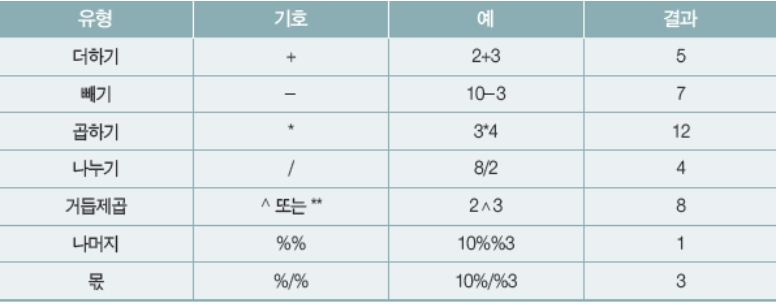 유형 기호 예 결과
더하기 + 2+3 5
빼기 − 10−3 7
곱하기 * 3*4 12
나누기 / 8/2 4
거듭제곱 ^ 또는 ** 2^3 8
나머지 %% 10%%3 1
몫 %/% 10%/%3 3